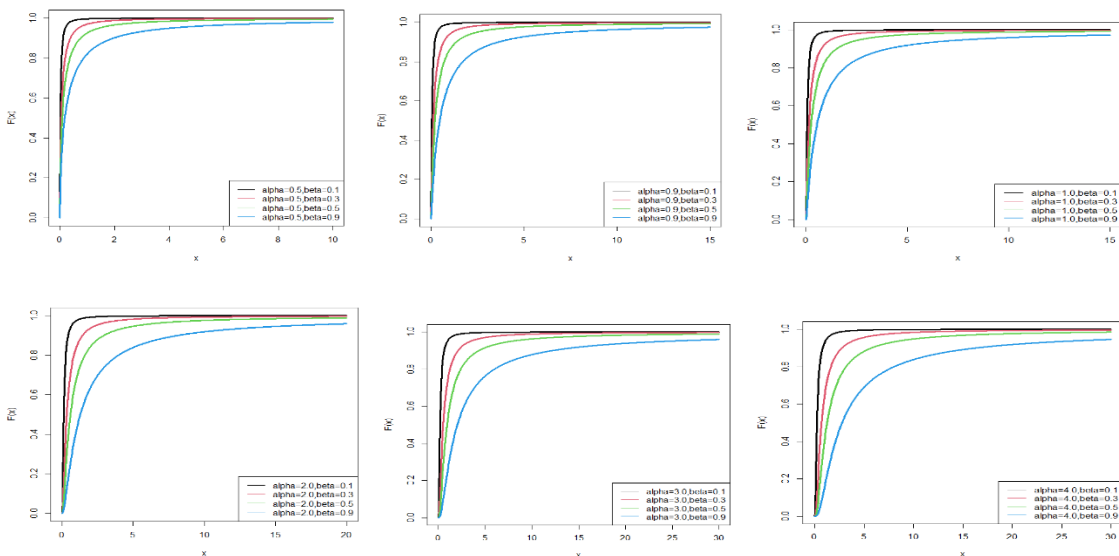 F(x)
1.0
0.8
0.6
0.4
0.2
0.0
alpha=0.5,beta=0.1
alpha=0.5,beta=0.3
alpha=0.5,beta=0.5
alpha=0.5,beta=0.9
0 2 4 6 8 10
x
F(x)
1.0
0.8
0.6
0.4
0.2
0.0
alpha=0.9,beta=0.1
alpha=0.9,beta=0.3
alpha=0.9,beta=0.5
alpha=0.9,beta=0.9
0 5 10 15
x
F(x)
1.0
0.8
0.6
0.4
0.2
0.0
alpha=1.0,beta=0.1
alpha=1.0,beta=0.3
alpha=1.0,beta=0.5
alpha=1.0,beta=0.9
0 5 10 15
x
F(x)
1.0
0.8
0.6
0.4
0.2
0.0
alpha=2.0,beta=0.1
alpha=2.0,beta=0.3
alpha=2.0,beta=0.5
alpha=2.0,beta=0.9
0 5 10 15 20
x
F(x)
1.0
0.8
0.6
0.4
0.2
0.0
alpha=3.0,beta=0.1
alpha=3.0,beta=0.3
alpha=3.0,beta=0.5
alpha=3.0,beta=0.9
0 5 10 15 20 25 30
x
F(x)
1.0
0.8
0.6
0.4
0.2
0.0
alpha=4.0,beta=0.1
alpha=4.0,beta=0.3
alpha=4.0,beta=0.5
alpha=4.0,beta=0.9
0 5 10 15 20 25 30
x